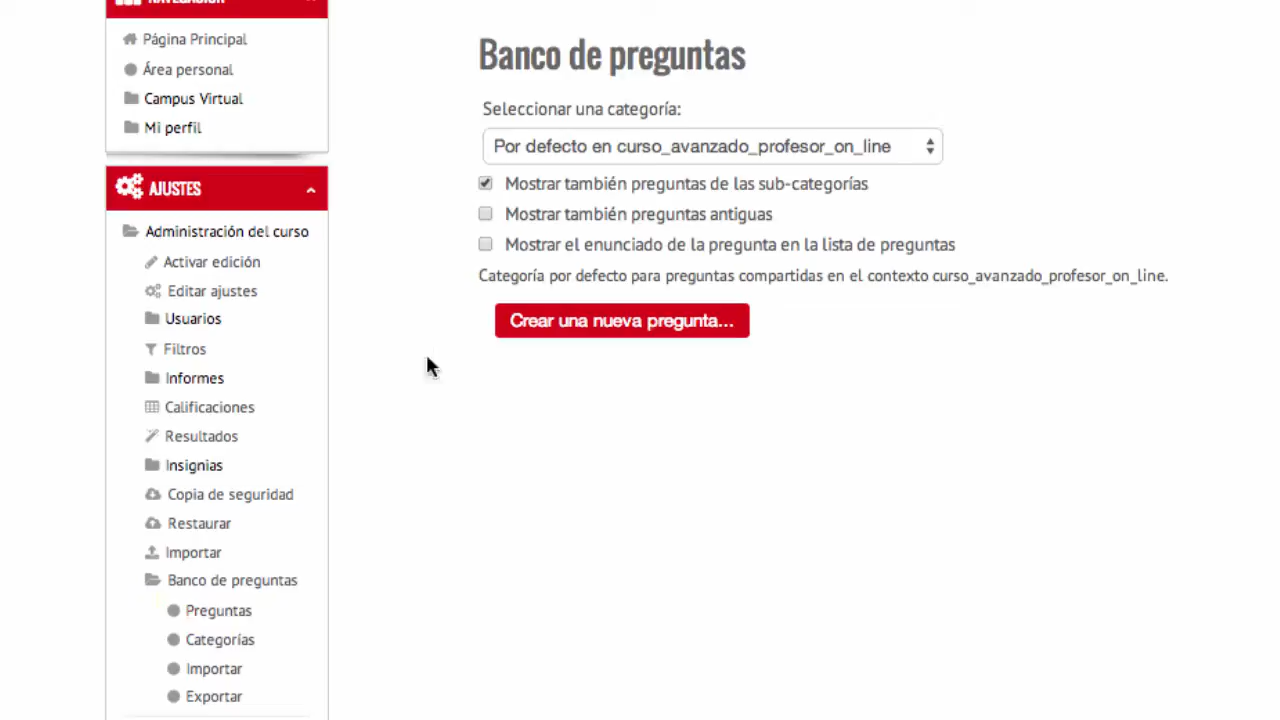 NAVEGACIÓN
Página Principal
Área personal
Campus Virtual
Mi perfil
AJUSTES
Administración del curso
Activar edición
Editar ajustes
Usuarios
Filtros
Informes
Calificaciones
Resultados
Insignias
Copia de seguridad
Restaurar
Importar
Banco de preguntas
Preguntas
Categorías
Importar
Exportar
Banco de preguntas
Seleccionar una categoría:
Por defecto en curso_avanzado_profesor_on_line
Mostrar también preguntas de las sub-categorías
Mostrar también preguntas antiguas
Mostrar el enunciado de la pregunta en la lista de preguntas
Categoría por defecto para preguntas compartidas en el contexto curso_avanzado_profesor_on_line.
Crear una nueva pregunta...